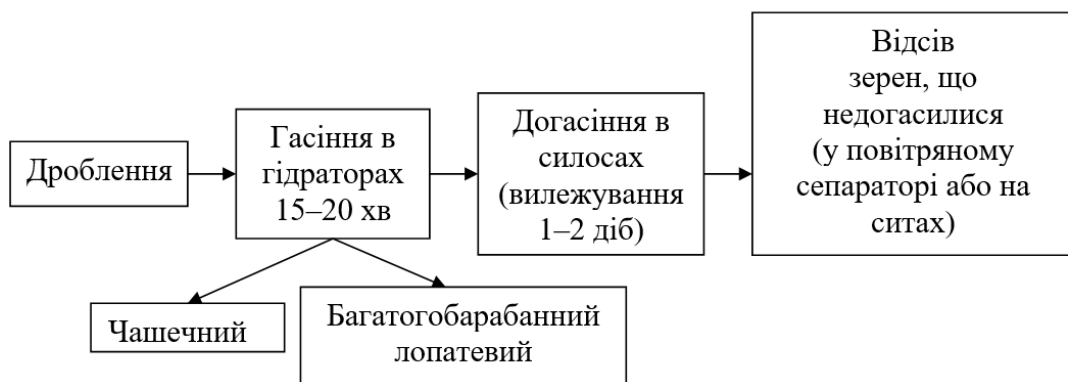 Дроблення
Гасіння в
гідраторах
15–20 хв
Догасіння в
силосах
(вилежування
1–2 діб)
Відсів
зерен, що
недогасилися
(у повітряному
сепараторі або на
ситах)
Чашечний
Багатогобарабанний
лопатевий